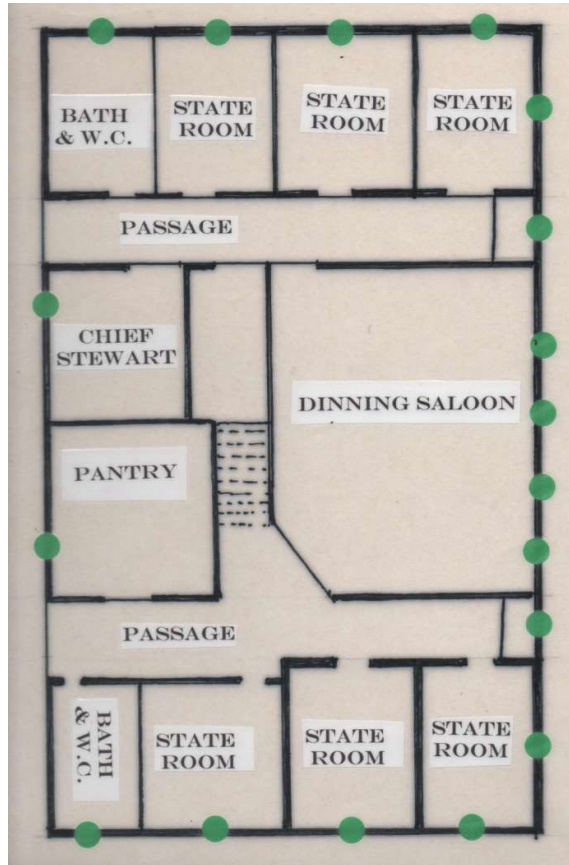 BATH
& W.C.
STATE
ROOM
STATE
ROOM
STATE
ROOM
PASSAGE
CHIEF
STEWART
DINNING SALOON
PANTRY
PASSAGE
BATH
& W.C.
STATE
ROOM
STATE
ROOM
STATE
ROOM